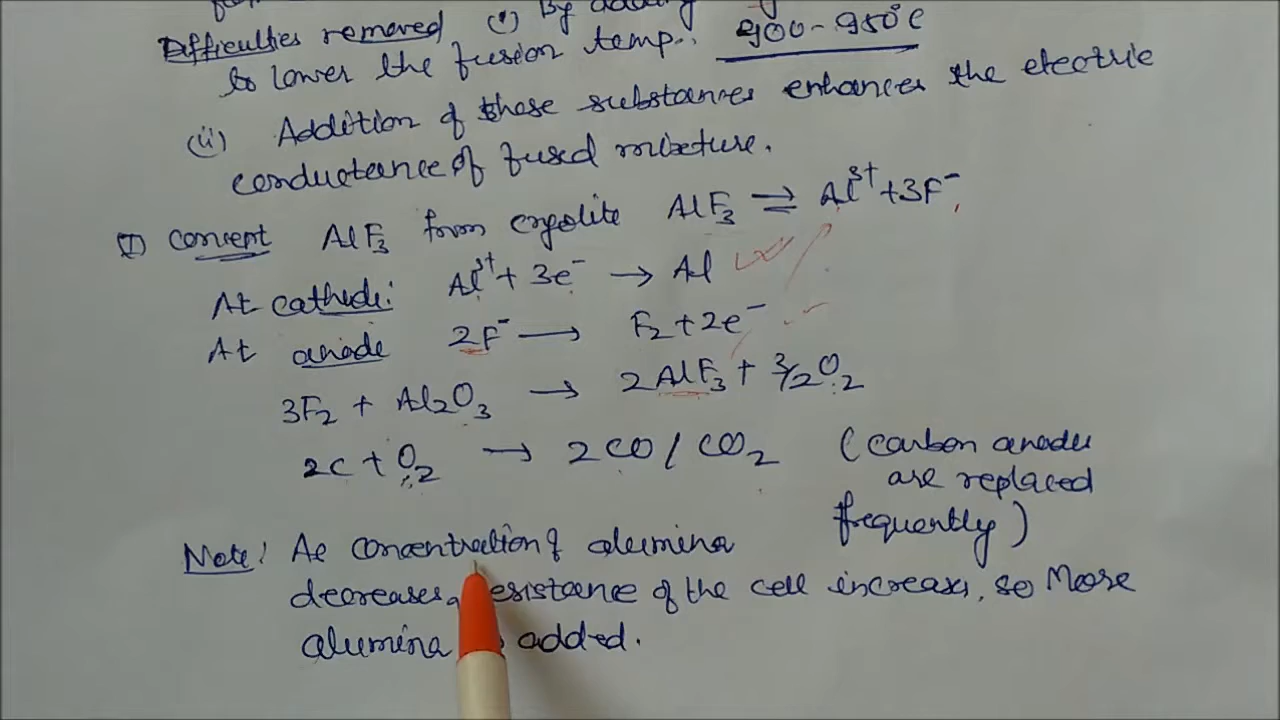 Difficulties removed (i) By adding
to lower the fusion temp. 900-950°C
(ii) Addition of these substances enhances the electric
conductance of fused mixture.
(I) concept AlF₃ from cryolite AlF₃ ⇌ Al³⁺+3F⁻
At cathode: Al³⁺+ 3e⁻ → Al
At anode 2F⁻ → F₂+2e⁻
3F₂ + Al₂O₃ → 2AlF₃ + 3/2O₂
2C + O₂ → 2CO/CO₂ (carbon anodes
are replaced
frequently)
Note: As concentration of alumina
decreases, resistance of the cell increases, so More
alumina added.